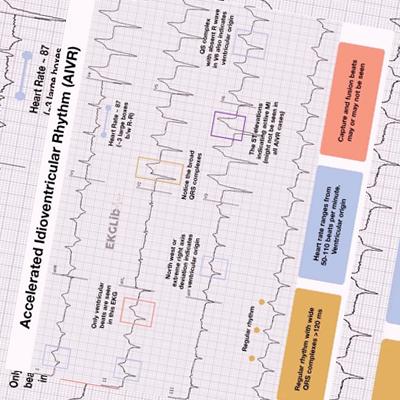 Accelerated Idioventricular Rhythm (AIVR)
Heart Rate ~ 87
(~3 large boxes
b/w R-R)
QS complex
with absent R wave
in V6 also indicates
ventricular origin
The ST elevations
indicating active MI
(might not be seen in
all AIVR cases)
Notice the broad
QRS complexes
North west or
extreme right axis
deviation indicates
ventricular origin
Only ventricular
beats are seen
in this EKG
Regular rhythm
EKGLib
Capture and fusion beats
may or may not be seen
Heart rate ranges from
50-110 beats per minute.
Ventricular origin
Regular rhythm with wide
QRS complexes >120 ms
Heart Rate ~ 87
(~3 large boxes
Only
bea
in